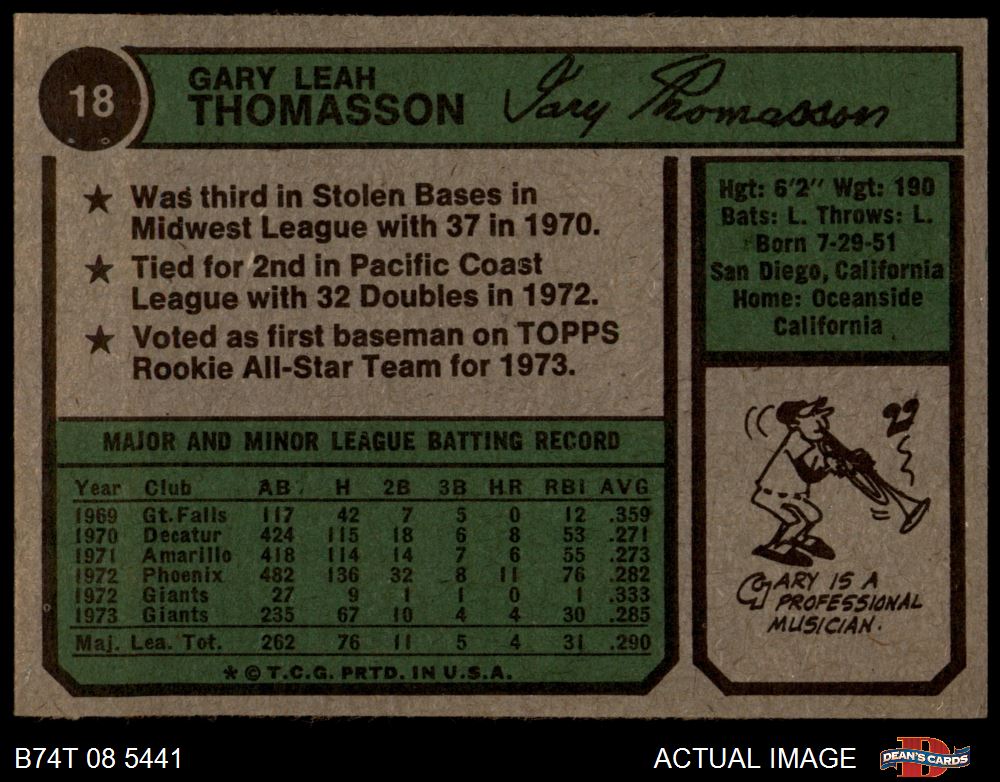 18
GARY LEAH
THOMASSON
Gary Thomasson
★ Was third in Stolen Bases in
Midwest League with 37 in 1970.
★ Tied for 2nd in Pacific Coast
League with 32 Doubles in 1972.
★ Voted as first baseman on TOPPS
Rookie All-Star Team for 1973.
Hgt: 6'2" Wgt: 190
Bats: L. Throws: L.
Born 7-29-51
San Diego, California
Home: Oceanside
California
MAJOR AND MINOR LEAGUE BATTING RECORD
Year Club AB H 2B 3B HR RBI AVG
1969 Gt.Falls 117 42 7 5 0 12 .359
1970 Decatur 424 115 18 6 8 53 .271
1971 Amarillo 418 114 14 7 6 55 .273
1972 Phoenix 482 136 32 8 11 76 .282
1972 Giants 27 9 1 1 0 1 .333
1973 Giants 235 67 10 4 4 30 .285
Maj. Lea. Tot. 262 76 11 5 4 31 .290
* © T.C.G. PRTD. IN U.S.A.
GARY IS A
PROFESSIONAL
MUSICIAN.
B74T 08 5441
ACTUAL IMAGE
DEAN'S CARDS